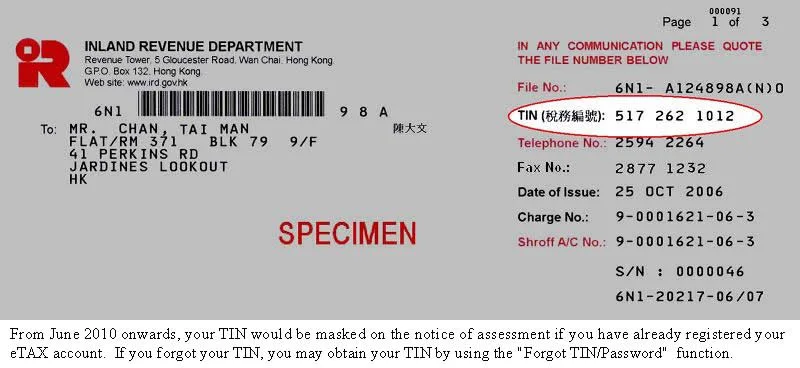 000091
Page 1 of 3
INLAND REVENUE DEPARTMENT
Revenue Tower, 5 Gloucester Road, Wan Chai, Hong Kong.
G.P.O. Box 132, Hong Kong.
Web site: www.ird.gov.hk
6N1 9 8 A
To: MR. CHAN, TAI MAN 陳大文
FLAT/RM 371 BLK 79 9/F
41 PERKINS RD
JARDINES LOOKOUT
HK
SPECIMEN
IN ANY COMMUNICATION PLEASE QUOTE
THE FILE NUMBER BELOW
File No.: 6N1- A124898A(N)0
TIN (稅務編號): 517 262 1012
Telephone No.: 2594 2264
Fax No.: 2877 1232
Date of Issue: 25 OCT 2006
Charge No.: 9-0001621-06-3
Shroff A/C No.: 9-0001621-06-3
S/N : 0000046
6N1-20217-06/07
From June 2010 onwards, your TIN would be masked on the notice of assessment if you have already registered your
eTAX account. If you forgot your TIN, you may obtain your TIN by using the "Forgot TIN/Password" function.